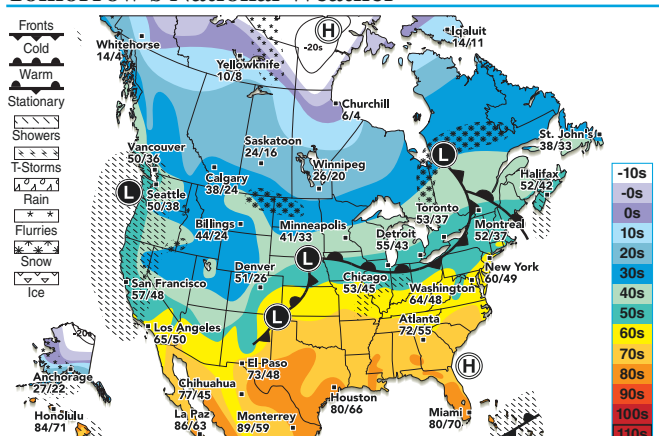 Tomorrow's National Weather
Fronts
Cold
Warm
Stationary
Showers
T-Storms
Rain
Flurries
Snow
Ice
H
-20s
Whitehorse
14/4
Yellowknife
10/8
Iqaluit
14/11
Churchill
6/4
Vancouver
50/36
Saskatoon
24/16
Winnipeg
26/20
Calgary
38/24
L
St. John's
38/33
L
Seattle
50/38
Halifax
52/42
Billings
44/24
Minneapolis
41/33
Toronto
53/37
Detroit
55/43
Montreal
52/37
L
Denver
51/26
Chicago
53/45
New York
60/49
Washington
64/48
San Francisco
57/48
L
Los Angeles
65/50
Atlanta
72/55
El Paso
73/48
H
Chihuahua
77/45
Houston
80/66
Miami
80/70
La Paz
86/63
Monterrey
89/59
-20s
Anchorage
27/22
Honolulu
84/71
-10s
-0s
0s
10s
20s
30s
40s
50s
60s
70s
80s
90s
100s
110s